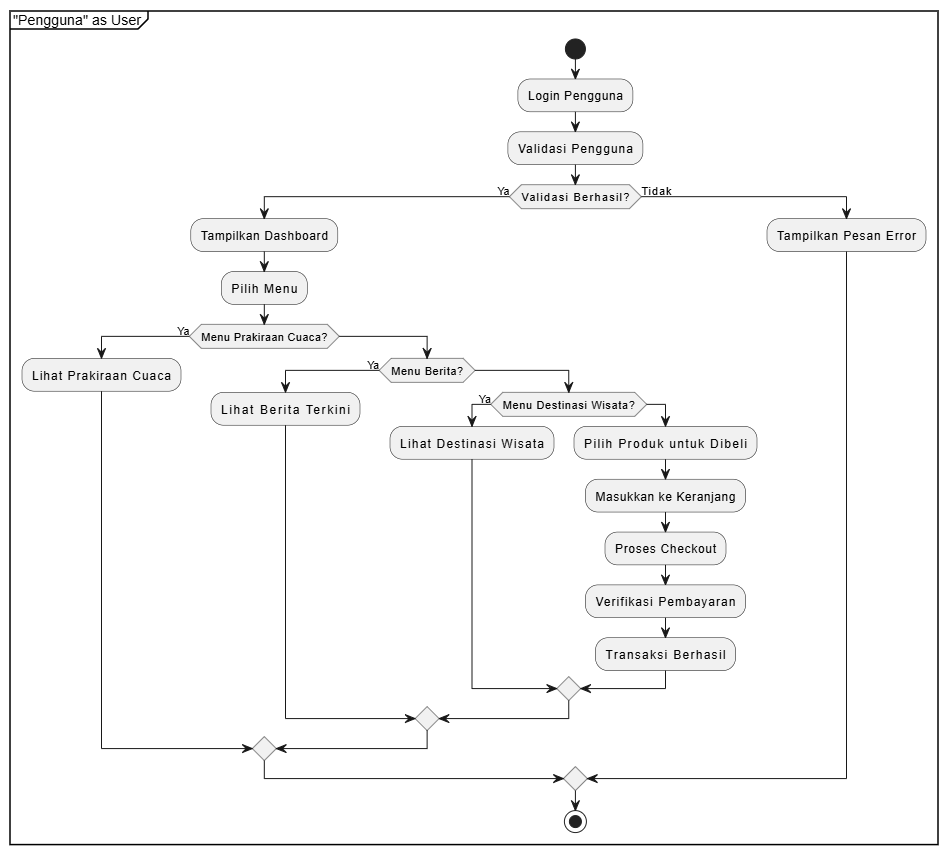 "Pengguna" as User
Login Pengguna
Validasi Pengguna
Ya
Validasi Berhasil?
Tidak
Tampilkan Dashboard
Tampilkan Pesan Error
Pilih Menu
Ya
Menu Prakiraan Cuaca?
Lihat Prakiraan Cuaca
Ya
Menu Berita?
Lihat Berita Terkini
Ya
Menu Destinasi Wisata?
Lihat Destinasi Wisata
Pilih Produk untuk Dibeli
Masukkan ke Keranjang
Proses Checkout
Verifikasi Pembayaran
Transaksi Berhasil